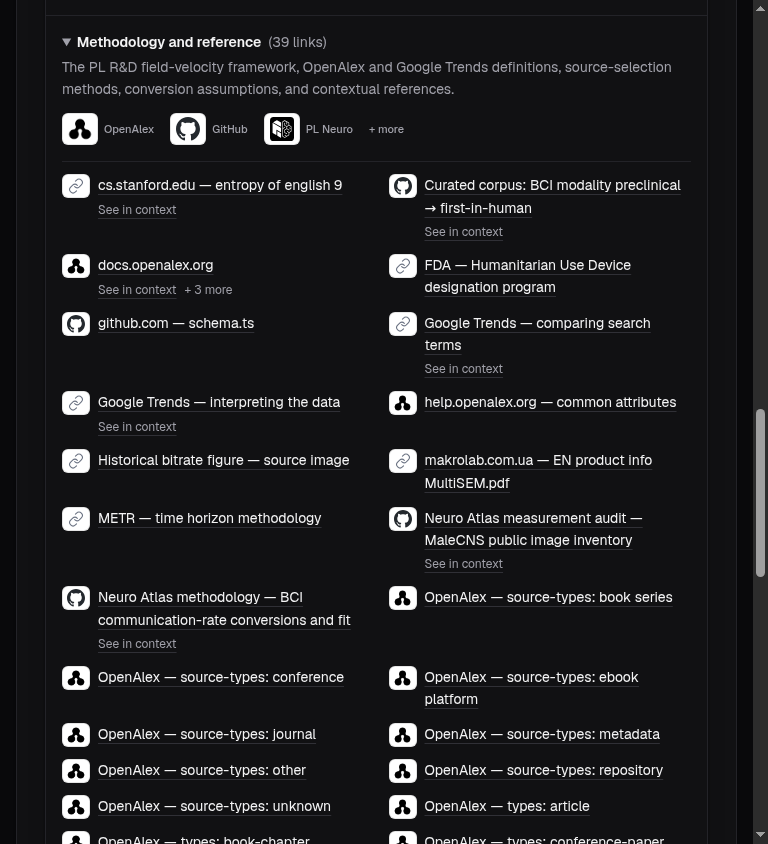 Methodology and reference (39 links)
The PL R&D field-velocity framework, OpenAlex and Google Trends definitions, source-selection
methods, conversion assumptions, and contextual references.
OpenAlex GitHub PL Neuro + more
cs.stanford.edu — entropy of english 9
See in context
Curated corpus: BCI modality preclinical
→ first-in-human
See in context
docs.openalex.org
See in context + 3 more
FDA — Humanitarian Use Device
designation program
github.com — schema.ts
Google Trends — comparing search
terms
See in context
Google Trends — interpreting the data
See in context
help.openalex.org — common attributes
Historical bitrate figure — source image
makrolab.com.ua — EN product info
MultiSEM.pdf
METR — time horizon methodology
Neuro Atlas measurement audit —
MaleCNS public image inventory
See in context
Neuro Atlas methodology — BCI
communication-rate conversions and fit
See in context
OpenAlex — source-types: book series
OpenAlex — source-types: conference
OpenAlex — source-types: ebook
platform
OpenAlex — source-types: journal
OpenAlex — source-types: metadata
OpenAlex — source-types: other
OpenAlex — source-types: repository
OpenAlex — source-types: unknown
OpenAlex — types: article
OpenAlex — types: book-chapter
OpenAlex — types: conference-paper